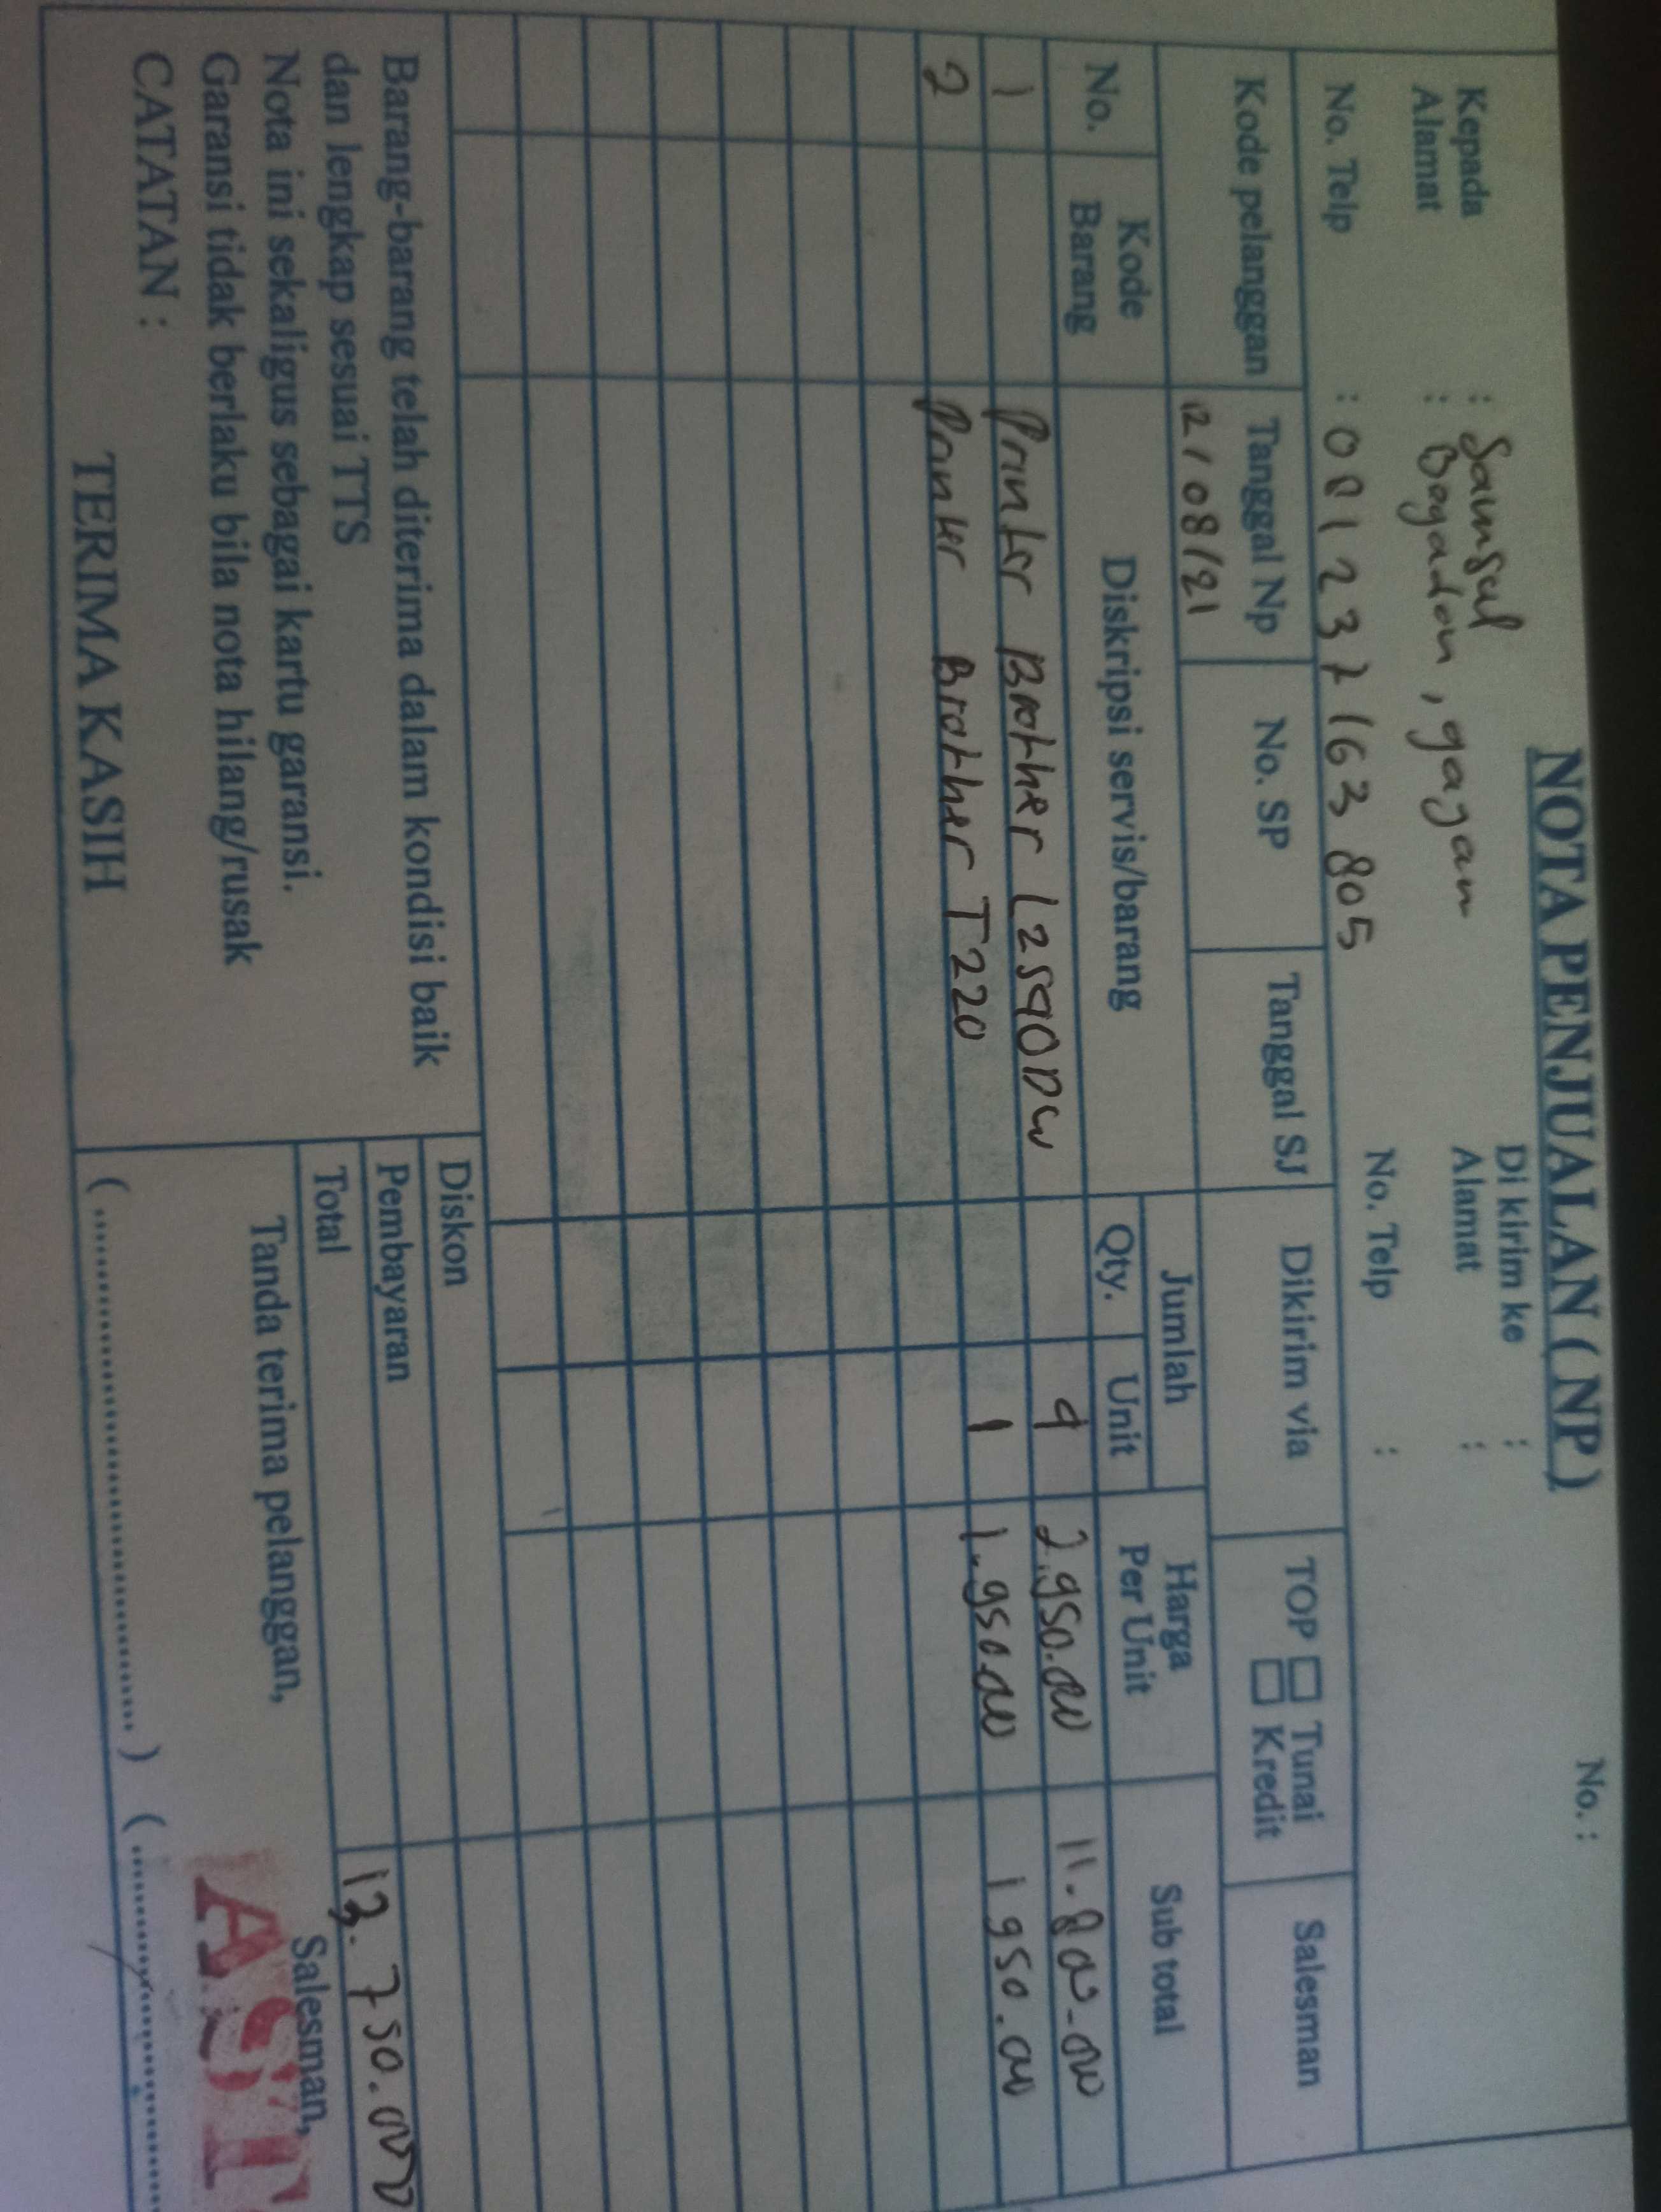 NOTA PENJUALAN ( NP )
No. :
Kepada : Samsul
Di kirim ke :
Alamat : Bogadon, gagan
Alamat :
No. Telp : 081237163805
No. Telp :
Kode pelanggan Tanggal Np No. SP Tanggal SJ Dikirim via TOP Tunai Kredit Salesman
12/08/21
No. Kode Barang Diskripsi servis/barang Jumlah Qty. Unit Harga Per Unit Sub total
1 Printer Brother L2540DW 4 2.950.000 11.800.000
2 Printer Brother T220 1 1.950.000 1950.000
Barang-barang telah diterima dalam kondisi baik
dan lengkap sesuai TTS
Nota ini sekaligus sebagai kartu garansi.
Garansi tidak berlaku bila nota hilang/rusak
CATATAN :
TERIMA KASIH
Diskon
Pembayaran
Total 13.750.000
Tanda terima pelanggan,
Salesman,
(........................) (........................